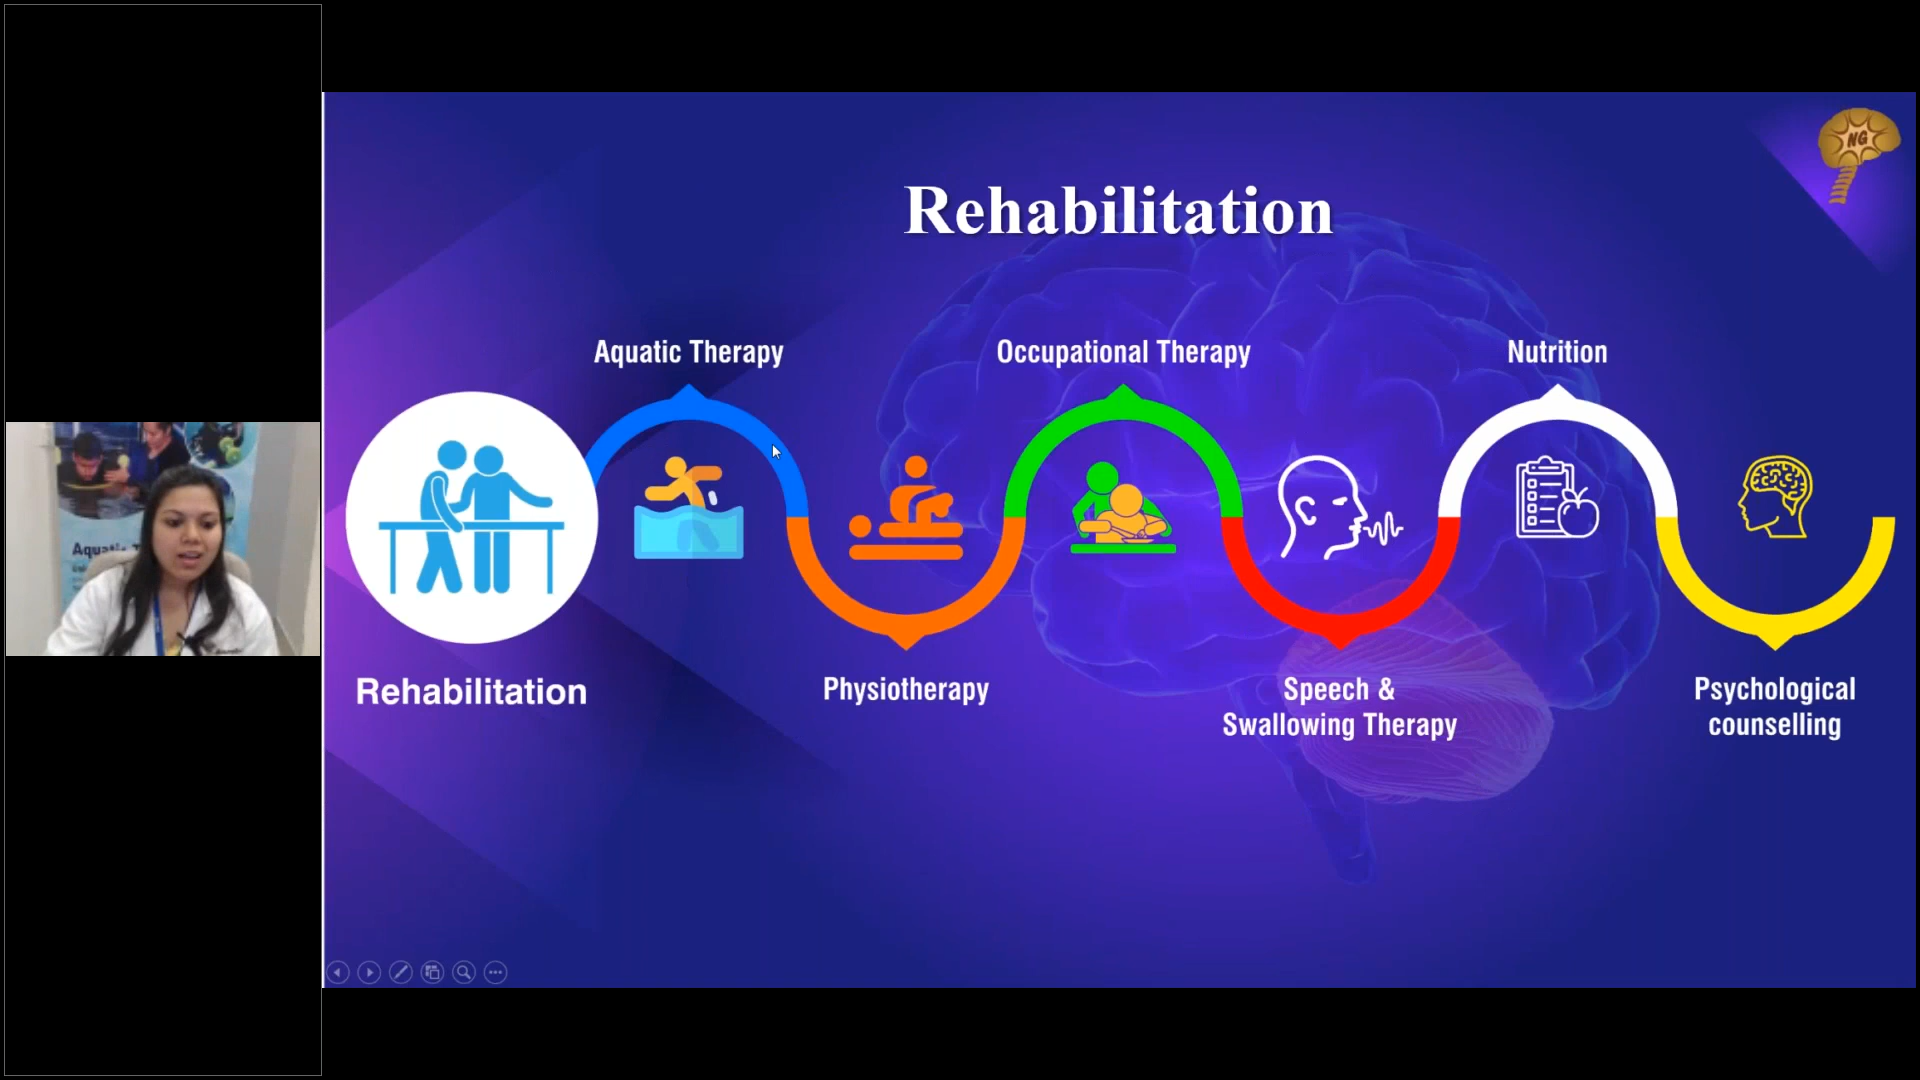 Rehabilitation
NG
Aquatic Therapy
Occupational Therapy
Nutrition
Rehabilitation
Physiotherapy
Speech &
Swallowing Therapy
Psychological
counselling